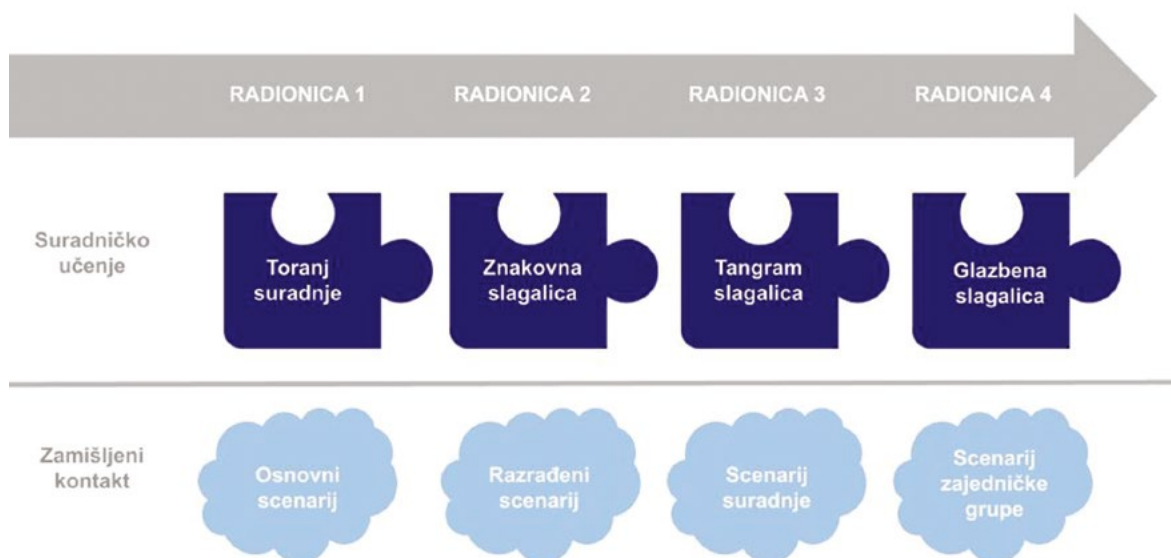 RADIONICA 1
RADIONICA 2
RADIONICA 3
RADIONICA 4
Suradničko
učenje
Toranj
suradnje
Znakovna
slagalica
Tangram
slagalica
Glazbena
slagalica
Zamišljeni
kontakt
Osnovni
scenarij
Razrađeni
scenarij
Scenarij
suradnje
Scenarij
zajedničke
grupe